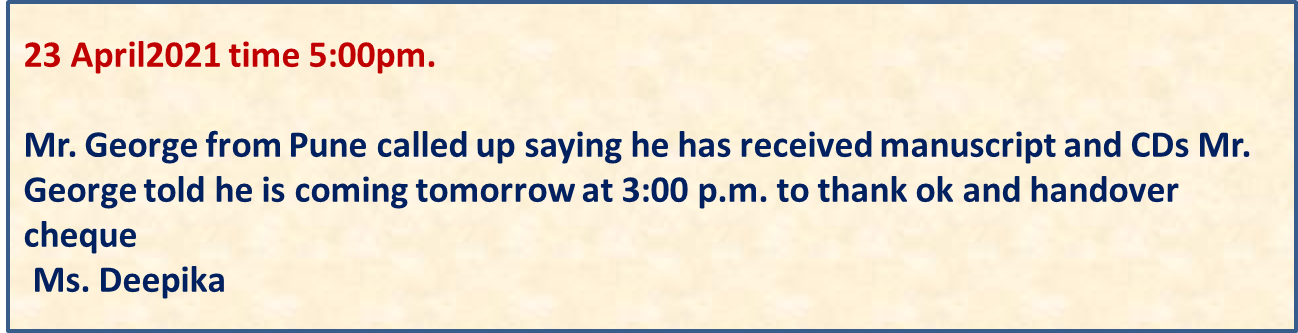 23 April2021 time 5:00pm.
Mr. George from Pune called up saying he has received manuscript and CDs Mr.
George told he is coming tomorrow at 3:00 p.m. to thank ok and handover
cheque
Ms. Deepika